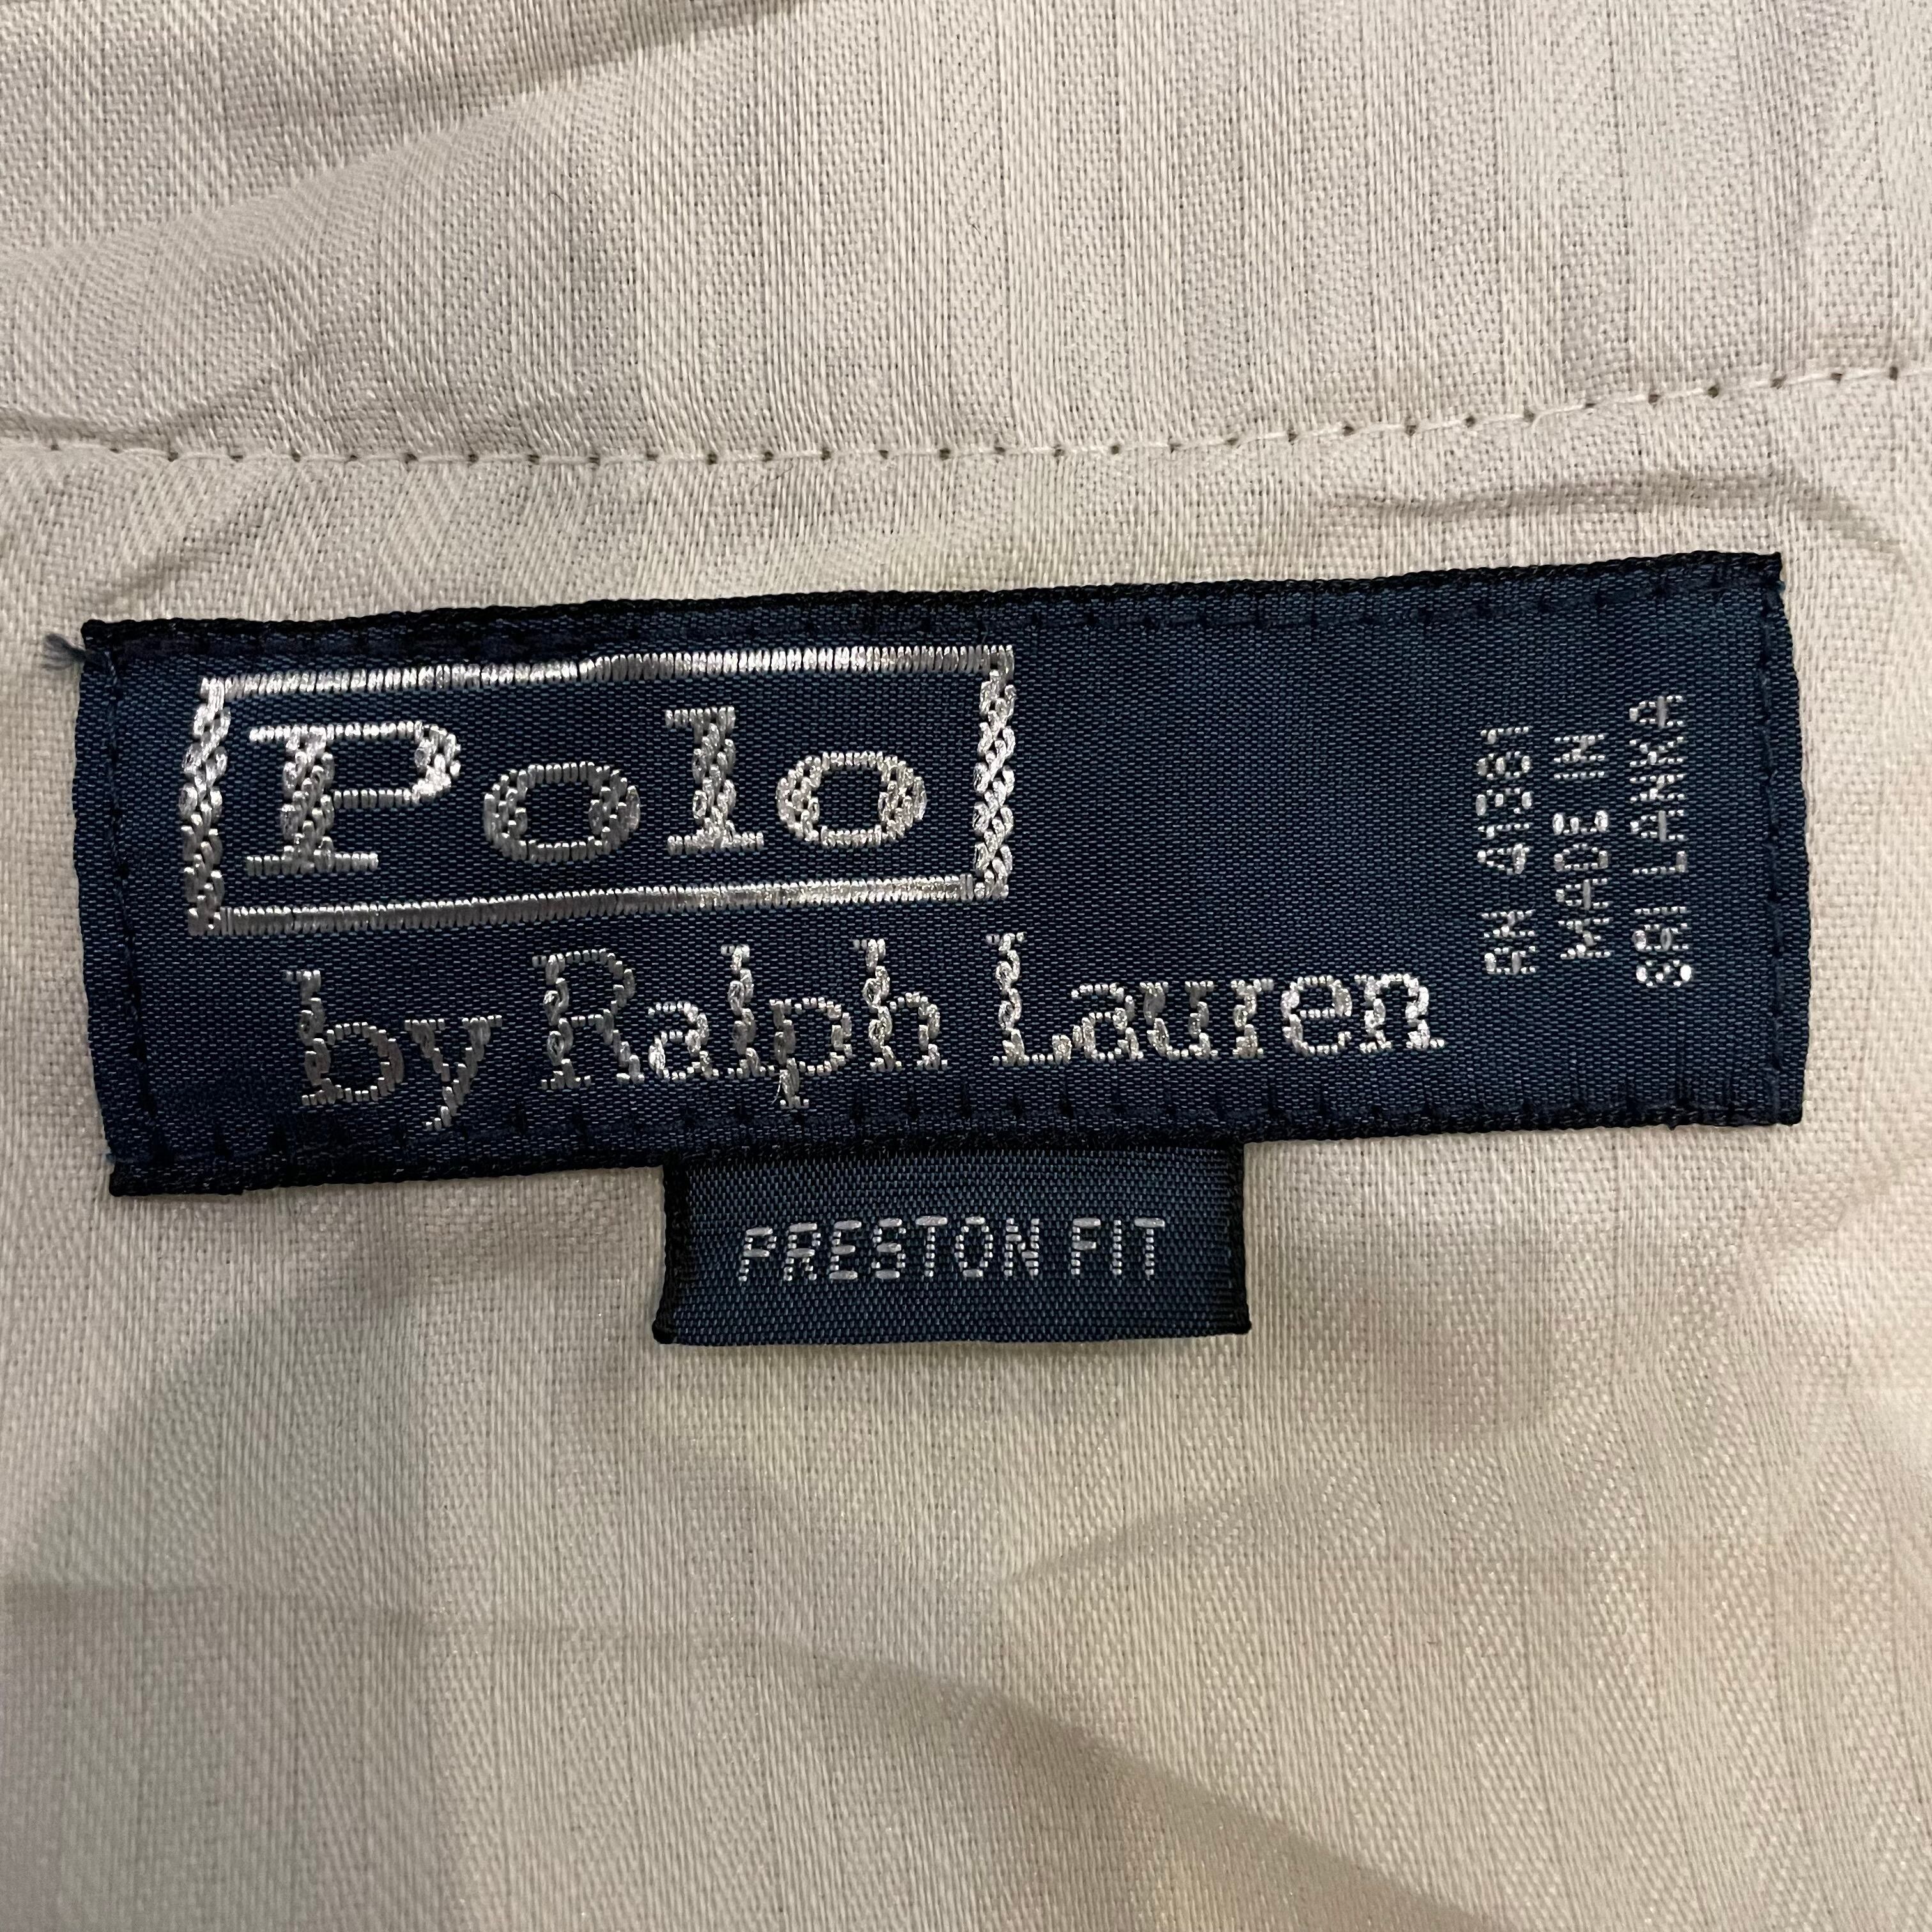 Polo
by Ralph Lauren
RN 41381
MADE IN
SRI LANKA
PRESTON FIT